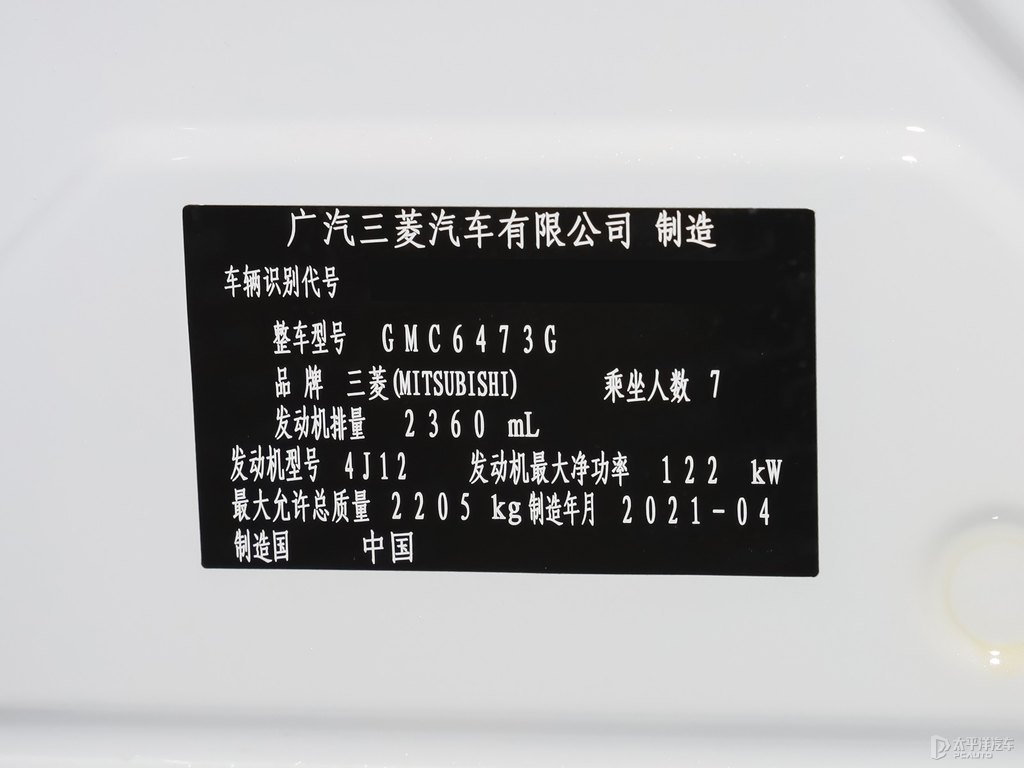 广汽三菱汽车有限公司 制造
车辆识别代号
整车型号 GMC6473G
品牌 三菱(MITSUBISHI) 乘坐人数 7
发动机排量 2360 mL
发动机型号 4J12 发动机最大净功率 122 kW
最大允许总质量 2205 kg 制造年月 2021-04
制造国 中国
太平洋汽车
PCAUTO